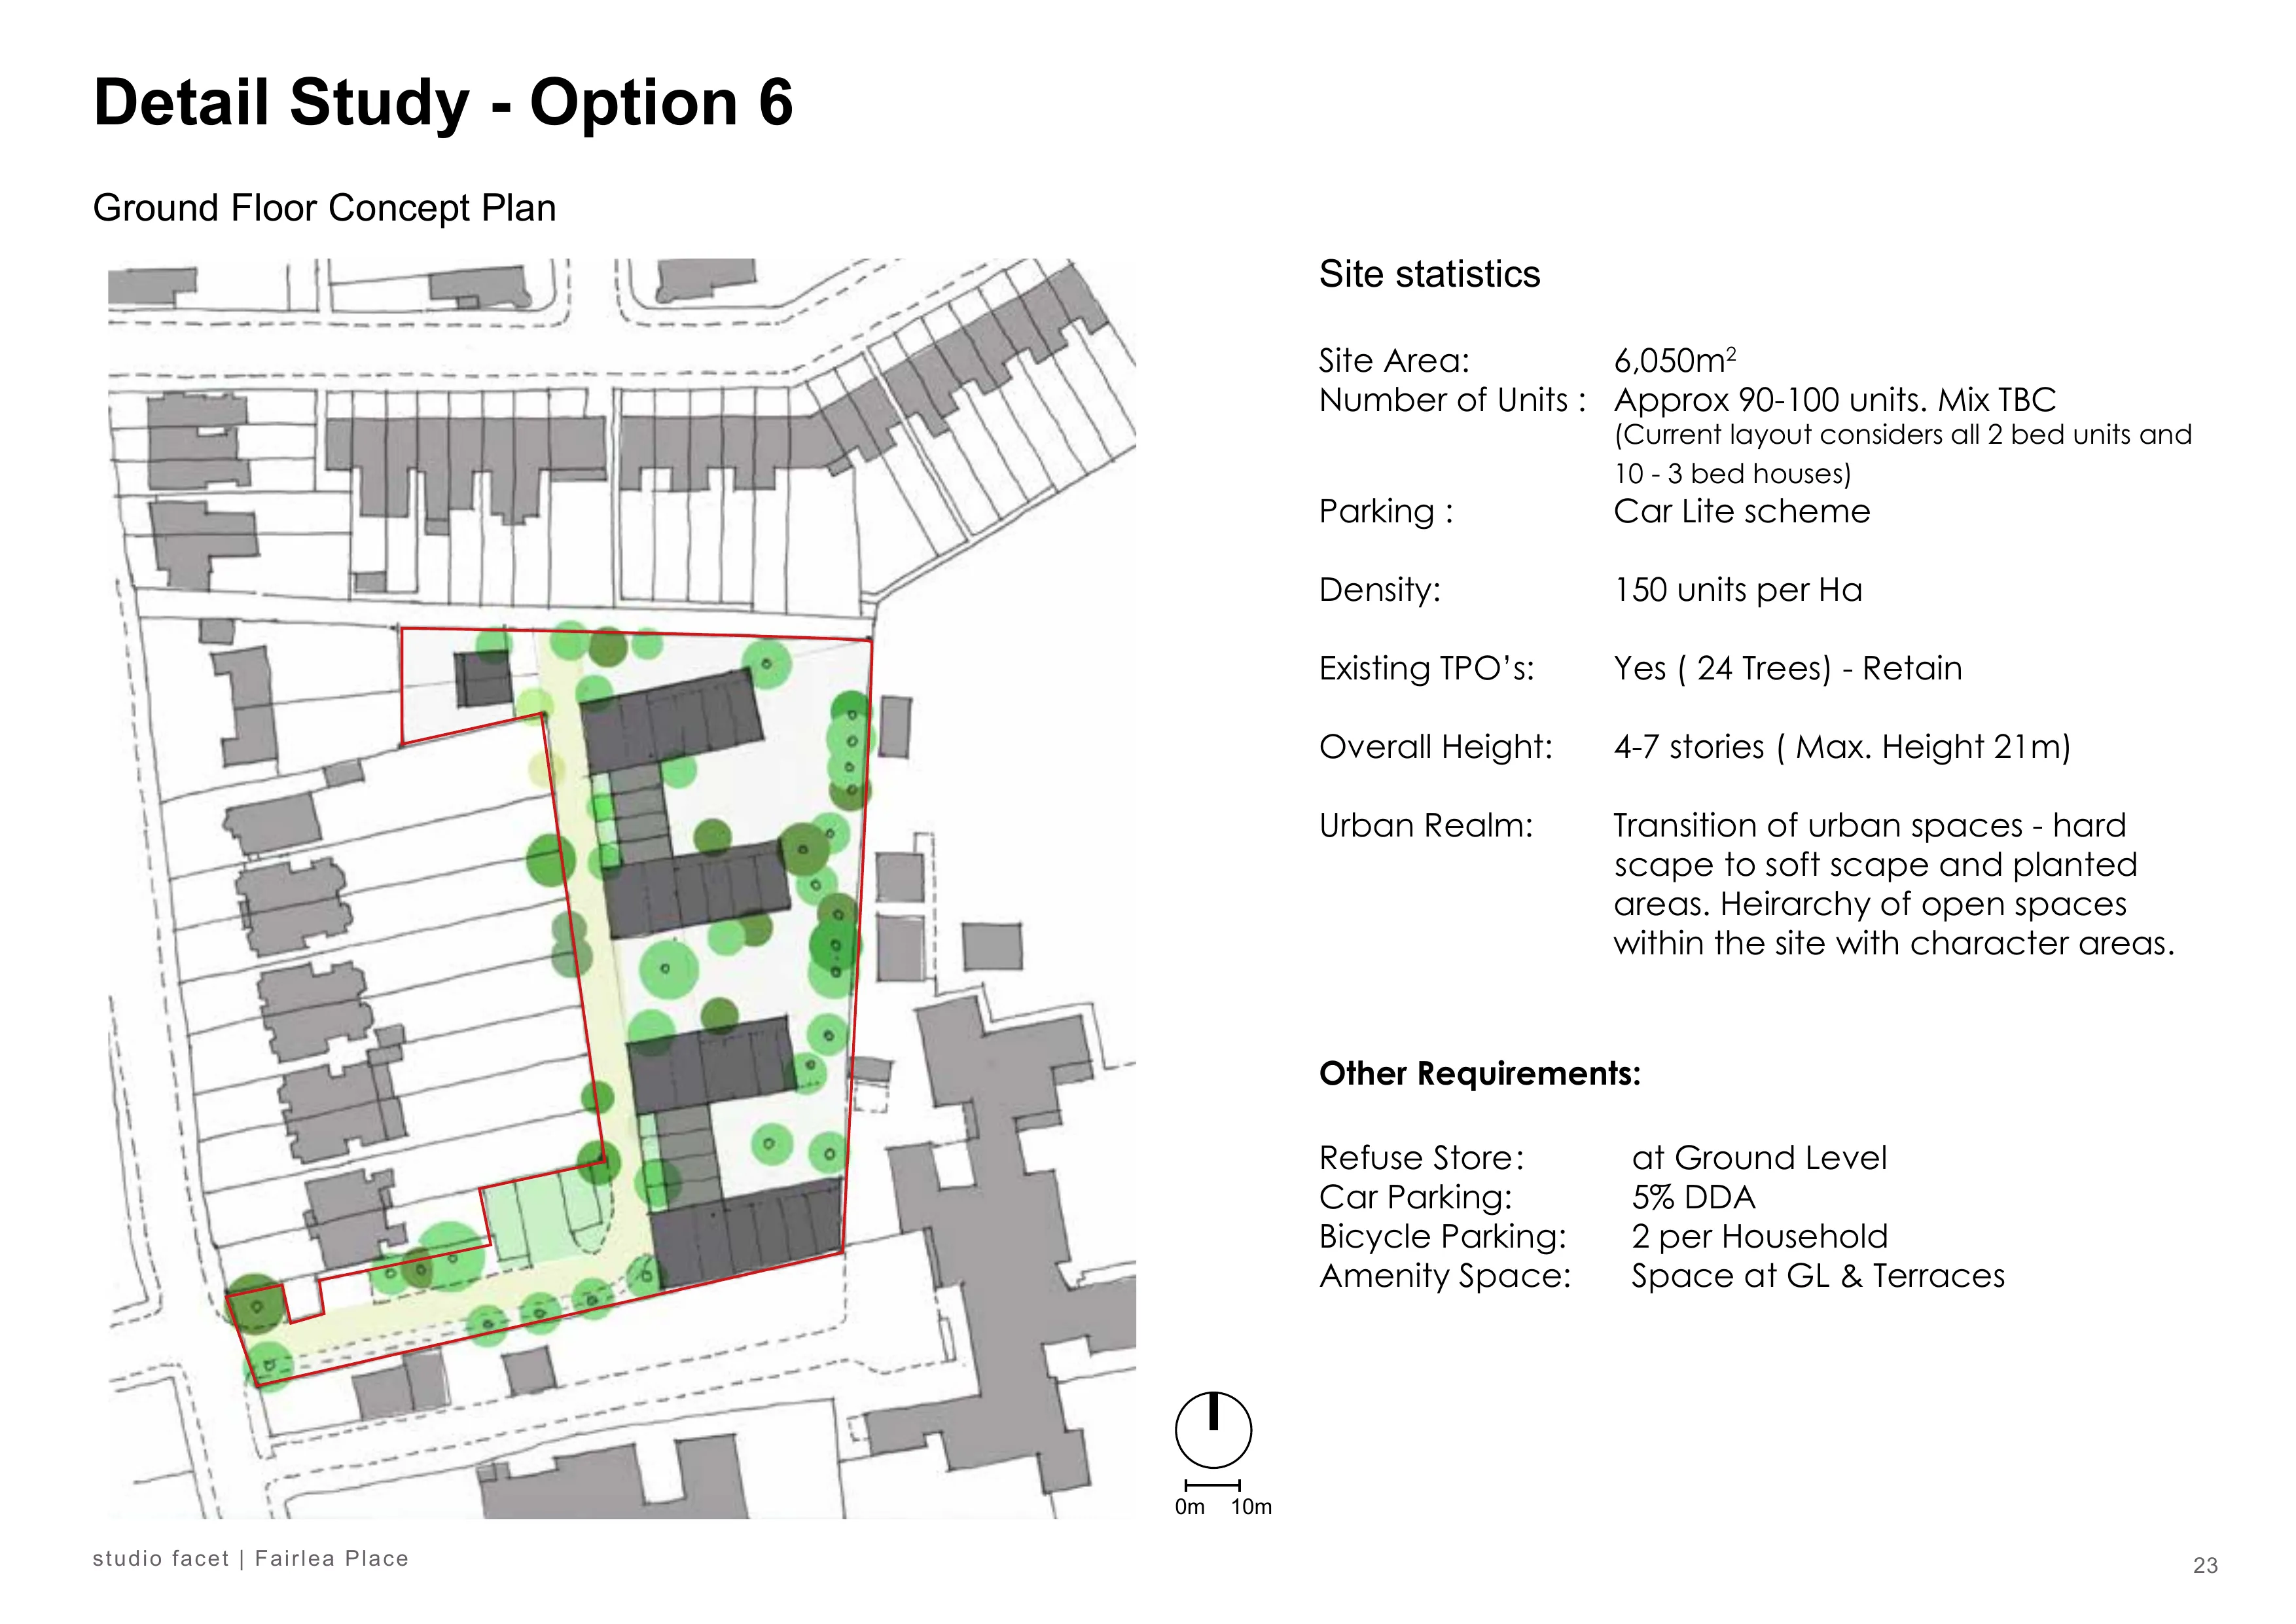 Detail Study - Option 6
Ground Floor Concept Plan
Site statistics
Site Area: 6,050m²
Number of Units : Approx 90-100 units. Mix TBC
(Current layout considers all 2 bed units and
10 - 3 bed houses)
Parking : Car Lite scheme
Density: 150 units per Ha
Existing TPO’s: Yes ( 24 Trees) - Retain
Overall Height: 4-7 stories ( Max. Height 21m)
Urban Realm: Transition of urban spaces - hard
scape to soft scape and planted
areas. Heirarchy of open spaces
within the site with character areas.
Other Requirements:
Refuse Store: at Ground Level
Car Parking: 5% DDA
Bicycle Parking: 2 per Household
Amenity Space: Space at GL & Terraces
0m 10m
studio facet | Fairlea Place
23